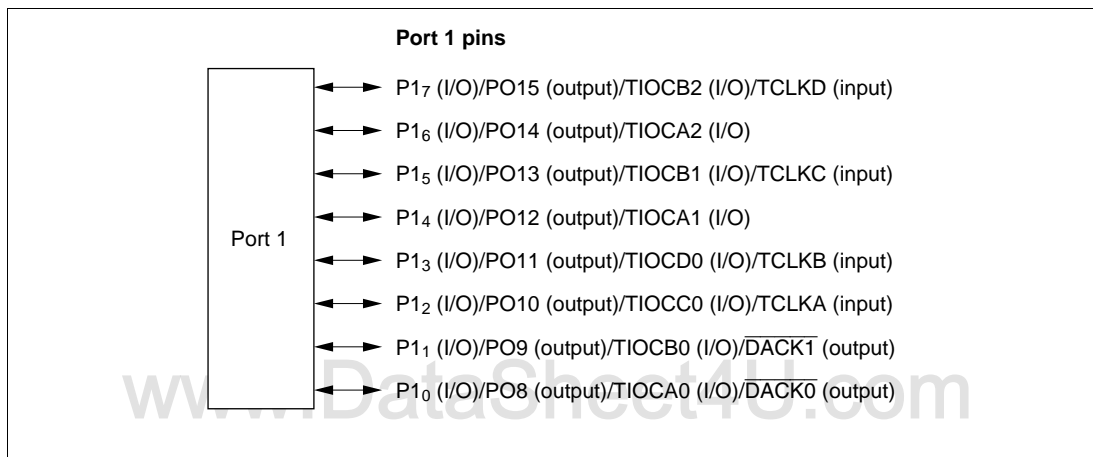 Port 1 pins
P1₇ (I/O)/PO15 (output)/TIOCB2 (I/O)/TCLKD (input)
P1₆ (I/O)/PO14 (output)/TIOCA2 (I/O)
P1₅ (I/O)/PO13 (output)/TIOCB1 (I/O)/TCLKC (input)
P1₄ (I/O)/PO12 (output)/TIOCA1 (I/O)
Port 1
P1₃ (I/O)/PO11 (output)/TIOCD0 (I/O)/TCLKB (input)
P1₂ (I/O)/PO10 (output)/TIOCC0 (I/O)/TCLKA (input)
P1₁ (I/O)/PO9 (output)/TIOCB0 (I/O)/D̅A̅C̅K̅1̅ (output)
P1₀ (I/O)/PO8 (output)/TIOCA0 (I/O)/D̅A̅C̅K̅0̅ (output)
www.DataSheet4U.com